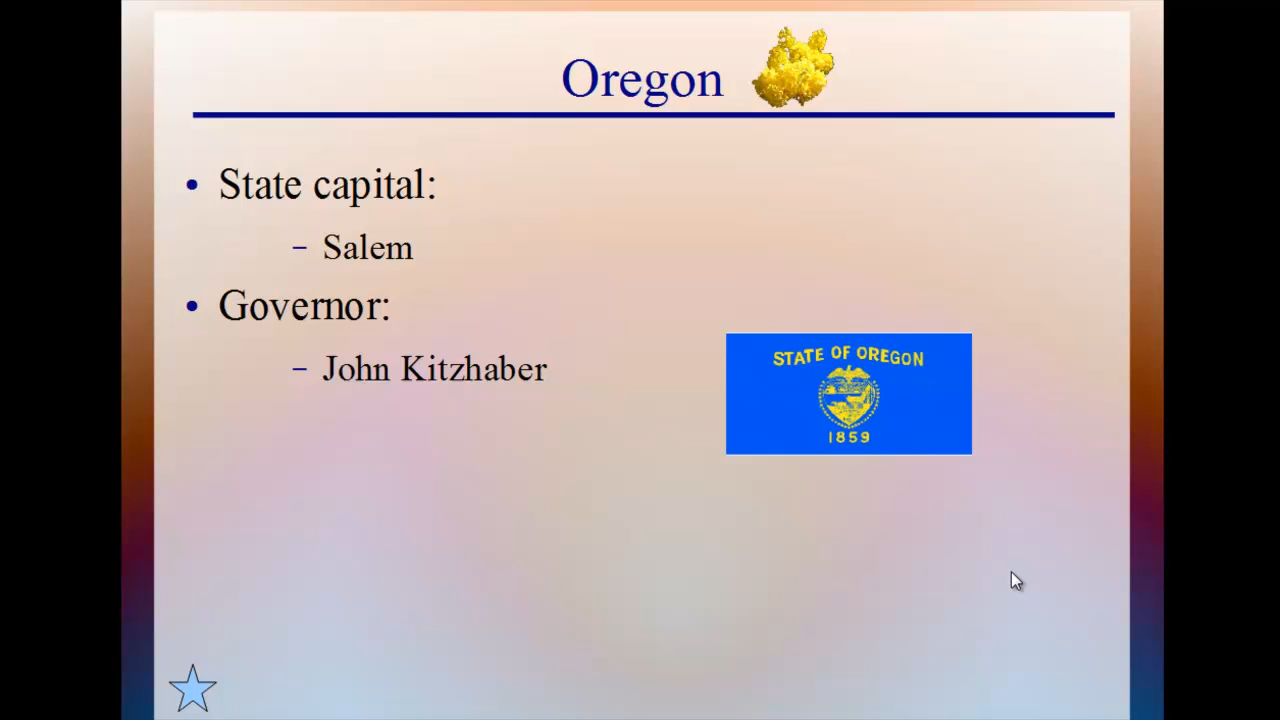 Oregon
State capital:
– Salem
Governor:
– John Kitzhaber
STATE OF OREGON
1859